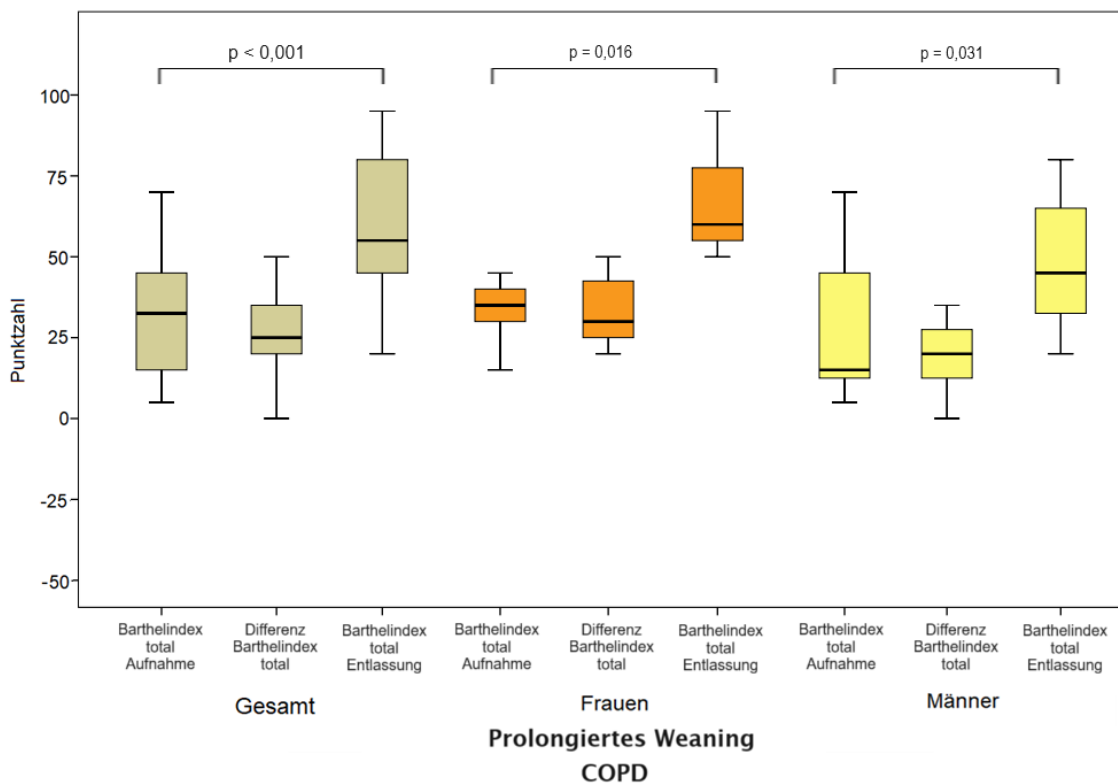 p < 0,001
p = 0,016
p = 0,031
100
75
50
25
0
-25
-50
Punktzahl
Barthelindex
total
Aufnahme
Differenz
Barthelindex
total
Barthelindex
total
Entlassung
Barthelindex
total
Aufnahme
Differenz
Barthelindex
total
Barthelindex
total
Entlassung
Barthelindex
total
Aufnahme
Differenz
Barthelindex
total
Barthelindex
total
Entlassung
Gesamt
Frauen
Männer
Prolongiertes Weaning
COPD